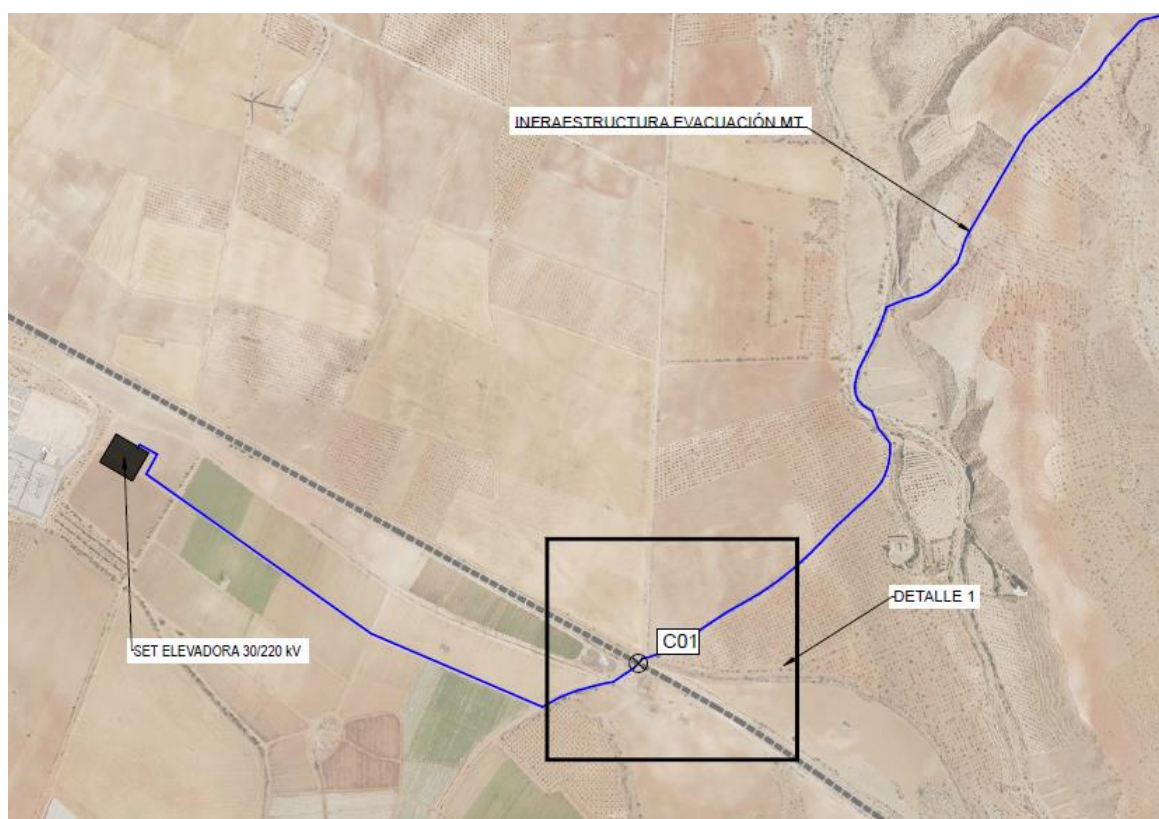 INFRAESTRUCTURA EVACUACIÓN MT
DETALLE 1
C01
SET ELEVADORA 30/220 kV